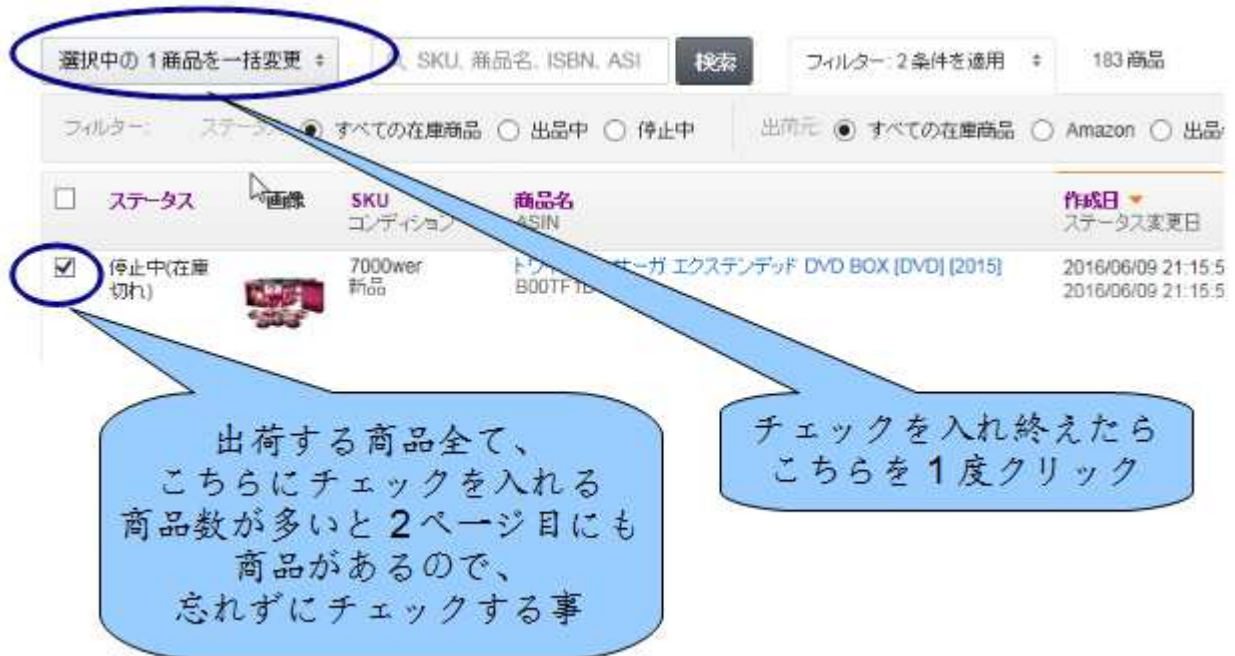 選択中の 1 商品を一括変更
SKU, 商品名, ISBN, ASI
検索
フィルター: 2 条件を適用
183 商品
フィルター:
すべての在庫商品 出品中 停止中
出荷元
すべての在庫商品 Amazon 出品
ステータス
画像
SKU
コンディション
商品名
ASIN
作成日
ステータス変更日
停止中(在庫
切れ)
7000wer
新品
サーガ エクステンデッド DVD BOX [DVD] [2015]
2016/06/09 21:15:5
2016/06/09 21:15:5
出荷する商品全て、
こちらにチェックを入れる
商品数が多いと2ページ目にも
商品があるので、
忘れずにチェックする事
チェックを入れ終えたら
こちらを1度クリック